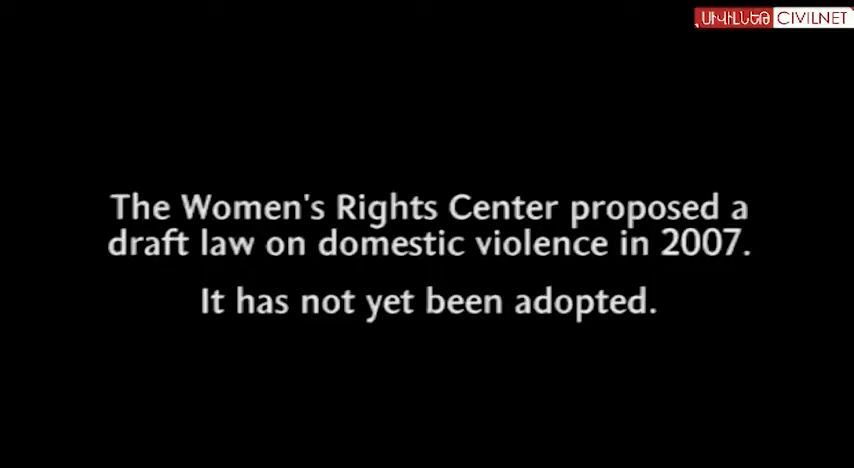 ՍԻՎԻԼՆԵԹ CIVILNET
The Women's Rights Center proposed a
draft law on domestic violence in 2007.
It has not yet been adopted.